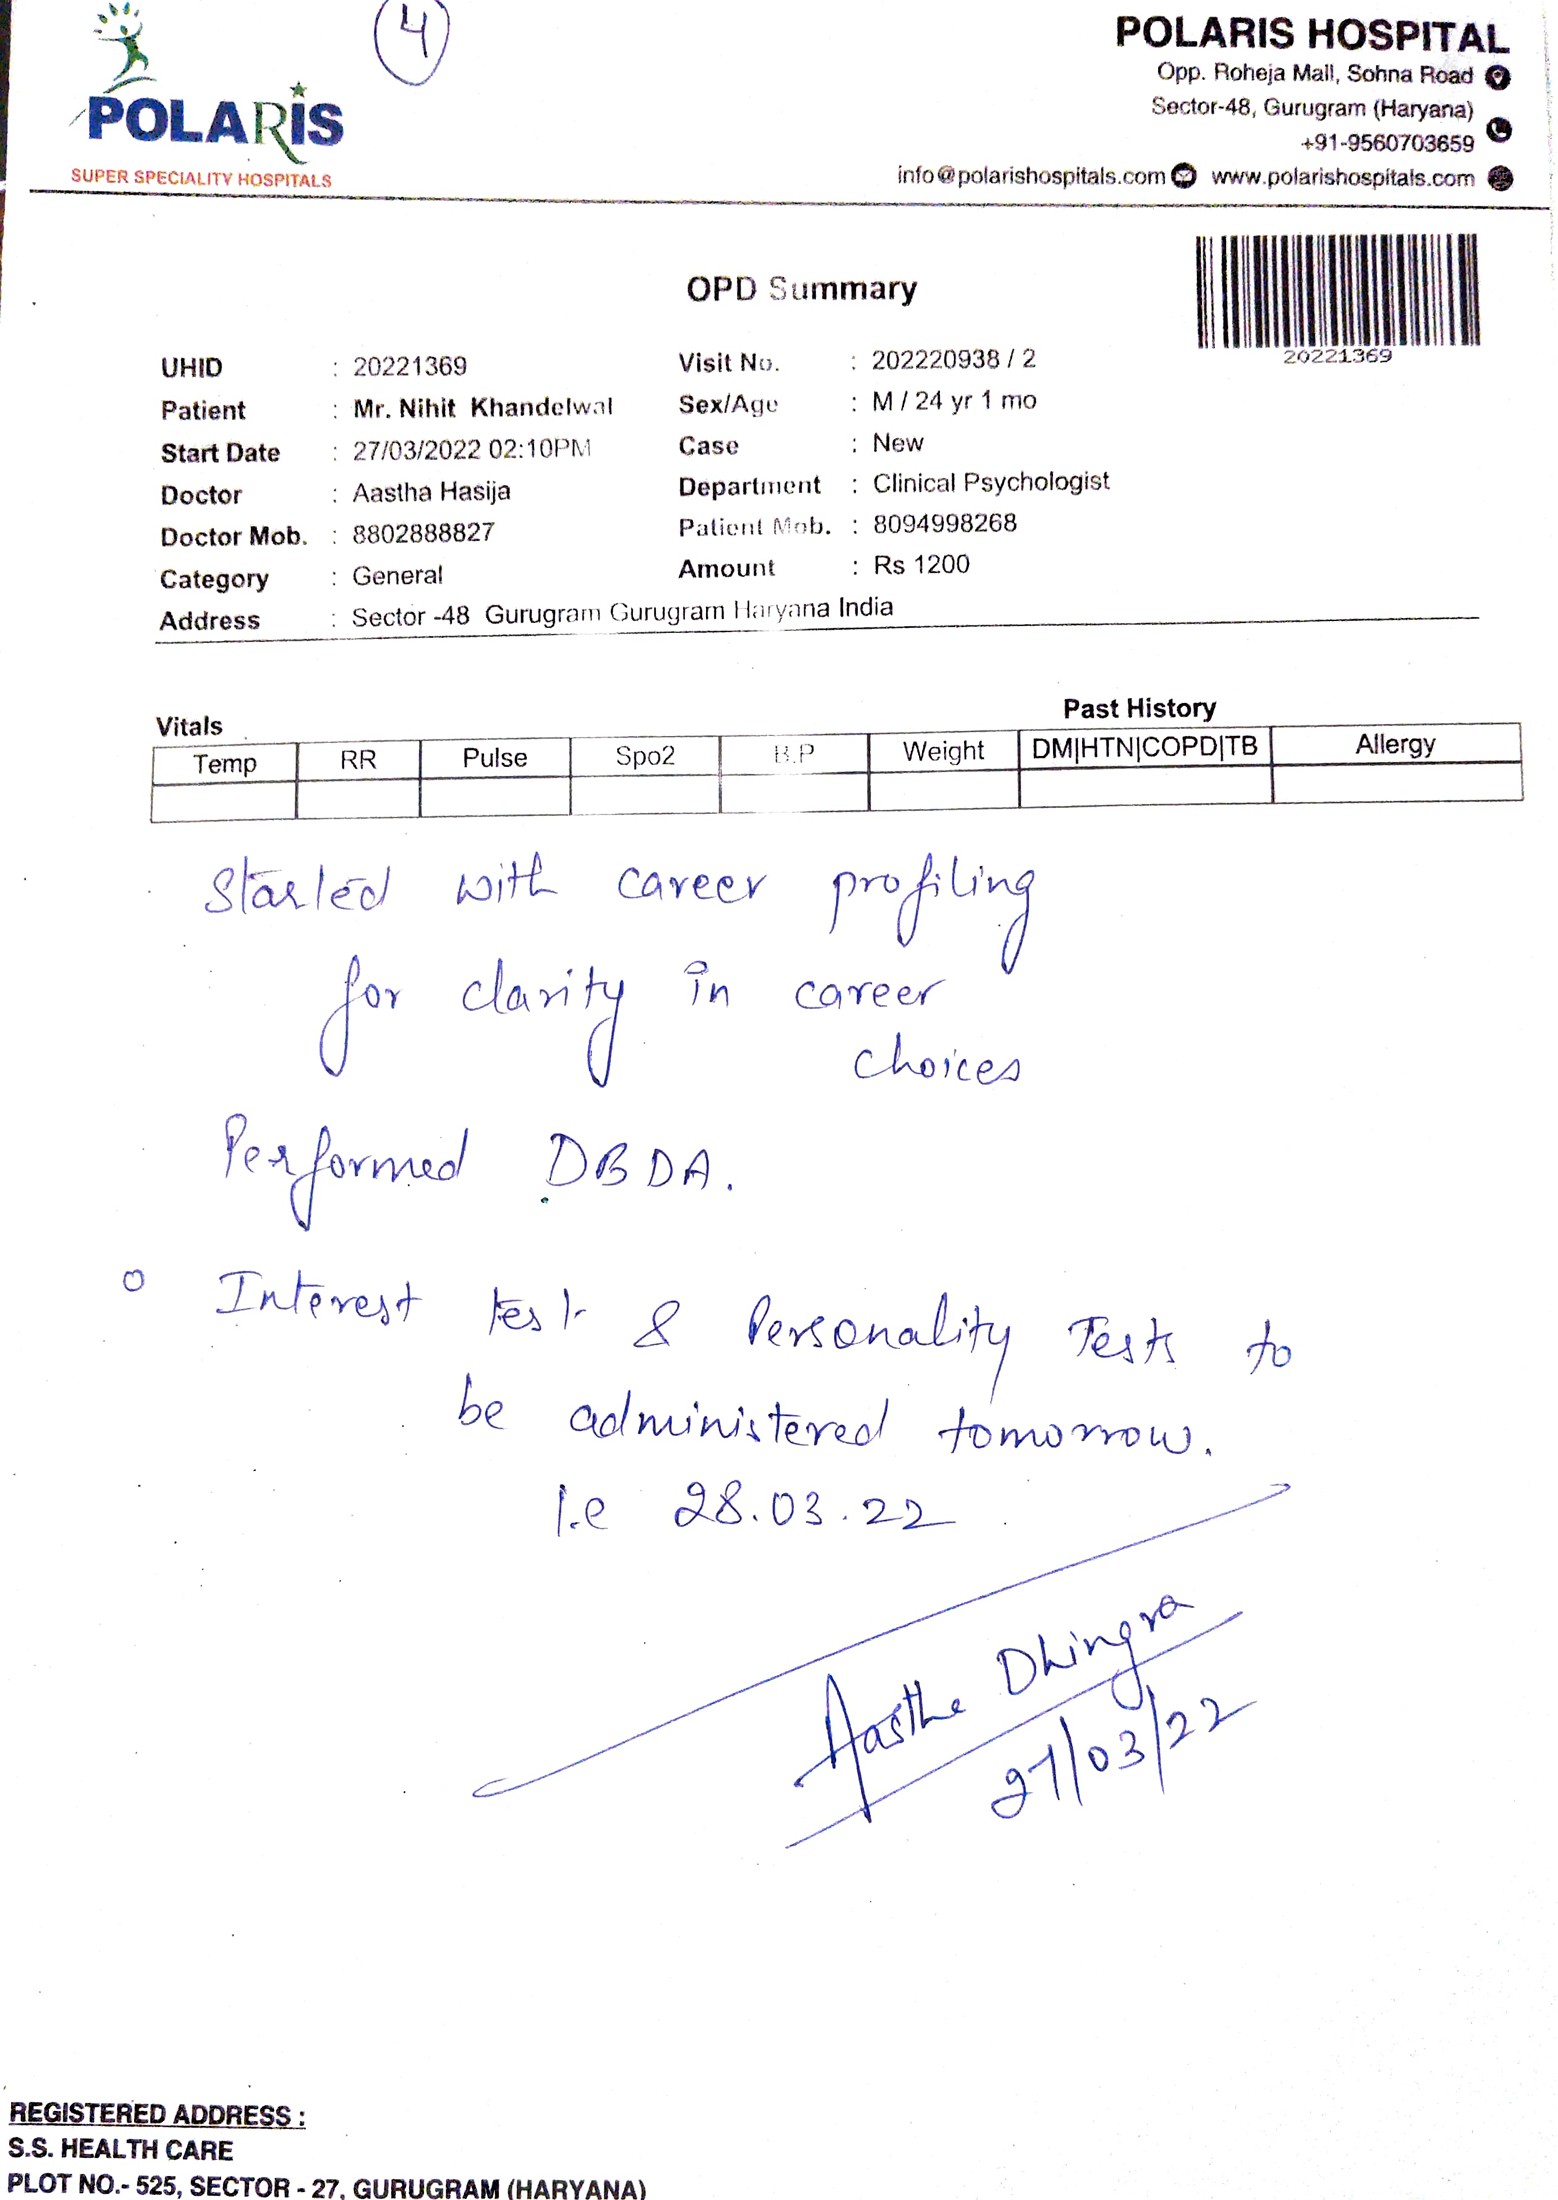 4
POLARIS
SUPER SPECIALITY HOSPITALS
POLARIS HOSPITAL
Opp. Roheja Mall, Sohna Road
Sector-48, Gurugram (Haryana)
+91-9560703659
info@polarishospitals.com www.polarishospitals.com
OPD Summary
20221369
UHID : 20221369 Visit No. : 202220938 / 2
Patient : Mr. Nihit Khandelwal Sex/Age : M / 24 yr 1 mo
Start Date : 27/03/2022 02:10PM Case : New
Doctor : Aastha Hasija Department : Clinical Psychologist
Doctor Mob. : 8802888827 Patient Mob. : 8094998268
Category : General Amount : Rs 1200
Address : Sector -48 Gurugram Gurugram Haryana India
Vitals Past History
Temp RR Pulse Spo2 B.P Weight DM|HTN|COPD|TB Allergy
Started with career profiling
for clarity in career
choices
Performed DBDA.
Interest test & Personality Tests to
be administered tomorrow.
I.e 28.03.22
Aastha Dhingra
27/03/22
REGISTERED ADDRESS :
S.S. HEALTH CARE
PLOT NO.- 525, SECTOR - 27, GURUGRAM (HARYANA)